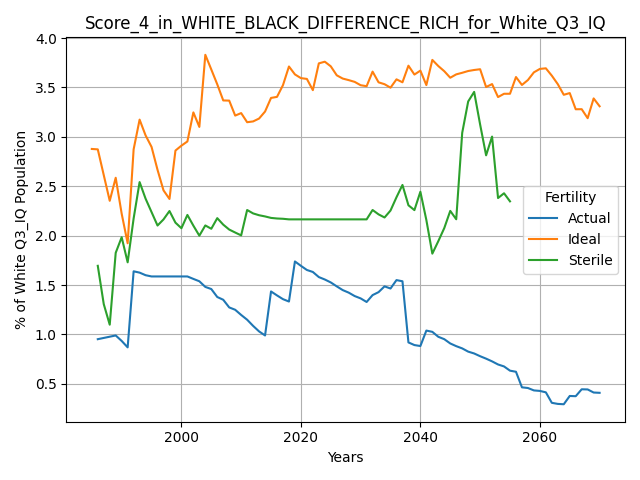 Score_4_in_WHITE_BLACK_DIFFERENCE_RICH_for_White_Q3_IQ
% of White Q3_IQ Population
4.0
3.5
3.0
2.5
2.0
1.5
1.0
0.5
Fertility
Actual
Ideal
Sterile
2000
2020
2040
2060
Years